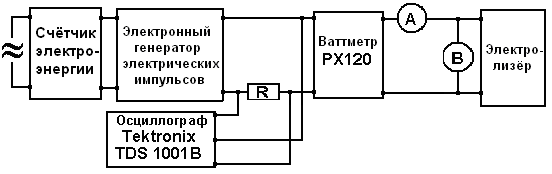 Счётчик
электро-
энергии
Электронный
генератор
электрических
импульсов
R
Осциллограф
Tektronix
TDS 1001B
Ваттметр
PX120
A
B
Электро-
лизёр